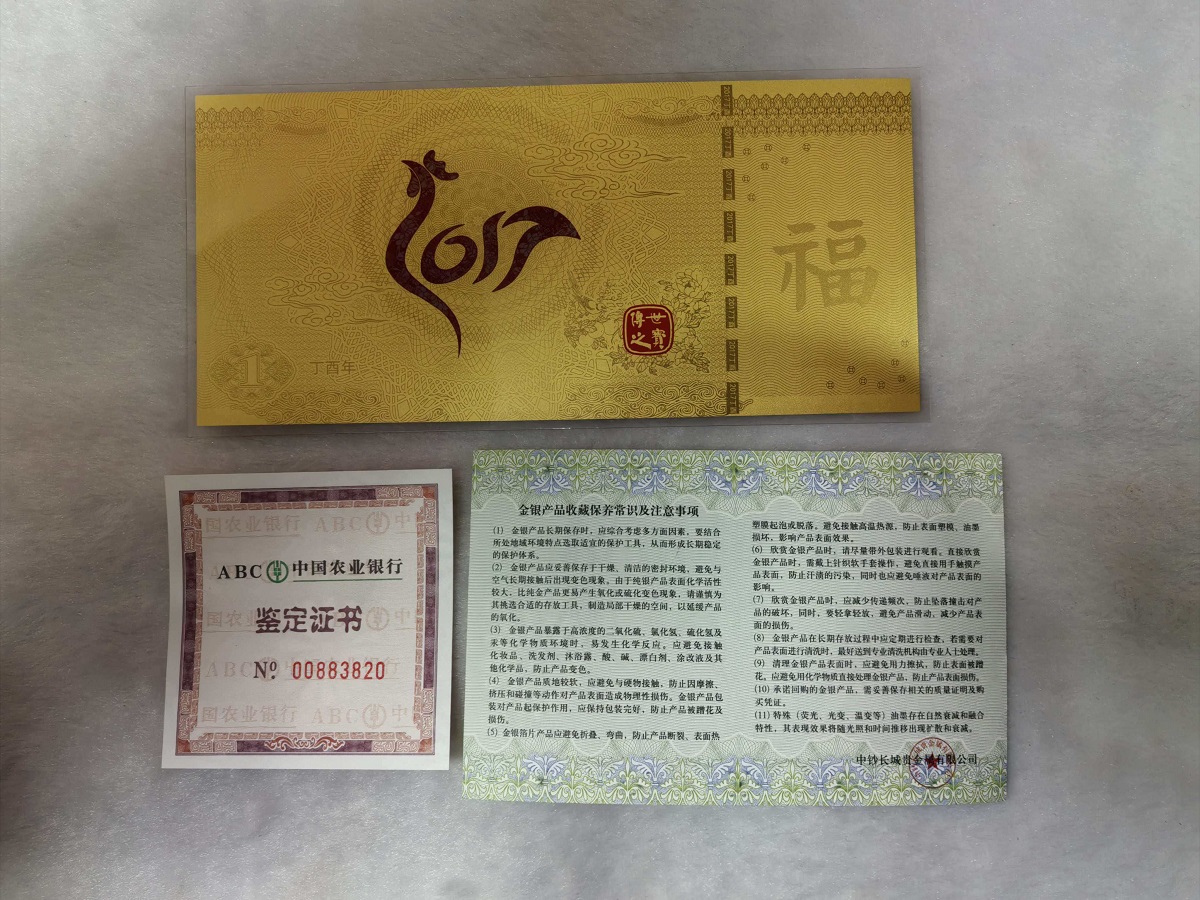 2017
福
傳世之寶
1
丁酉年
ABC 中国农业银行
鉴定证书
Nº. 00883820
金银产品收藏保养常识及注意事项
(1) 金银产品长期保存时，应综合考虑多方面因素，要结合
所处地域环境特点选取适宜的保护工具，从而形成长期稳定
的保护体系。
(2) 金银产品应妥善保存于干燥、清洁的密封环境，避免与
空气长期接触后出现变色现象。由于纯银产品表面化学活性
较大，比纯金产品更易产生氧化或硫化变色现象，请谨慎为
其挑选合适的存放工具，制造局部干燥的空间，以延缓产品
的氧化。
(3) 金银产品暴露于高浓度的二氧化硫、氯化氢、硫化氢及
汞等化学物质环境时，易发生化学反应。应避免接触
化妆品、洗发剂、沐浴露、酸、碱、漂白剂、涂改液及其
他化学品，防止产品变色。
(4) 金银产品质地较软，应避免与硬物接触，防止因摩擦、
挤压和碰撞等动作对产品表面造成物理性损伤。金银产品包
装对产品起保护作用，应保持包装完好，防止产品被蹭花及
损伤。
(5) 金银箔片产品应避免折叠、弯曲，防止产品断裂、表面热
塑膜起泡或脱落。避免接触高温热源，防止表面塑模、油墨
损坏，影响产品表面效果。
(6) 欣赏金银产品时，请尽量带外包装进行观看。直接欣赏
金银产品时，需戴上针织软手套操作，避免直接用手触摸产
品表面，防止汗渍的污染，同时也应避免唾液对产品表面的
影响。
(7) 欣赏金银产品时，应减少传递频次，防止坠落撞击对产
品的破坏，同时，要轻拿轻放，避免产品滑动，减少产品表
面的损伤。
(8) 金银产品在长期存放过程中应定期进行检查，若需要对
产品表面进行清洗时，最好送到专业清洗机构由专业人士处理。
(9) 清理金银产品表面时，应避免用力擦拭，防止表面被蹭
花。应避免用化学物质直接处理金银产品，防止产品表面损伤。
(10) 承诺回购的金银产品，需妥善保存相关的质量证明及购
买凭证。
(11) 特殊（荧光、光变、温变等）油墨存在自然衰减和融合
特性，其表现效果将随光照和时间推移出现扩散和衰减。
中钞长城贵金属有限公司